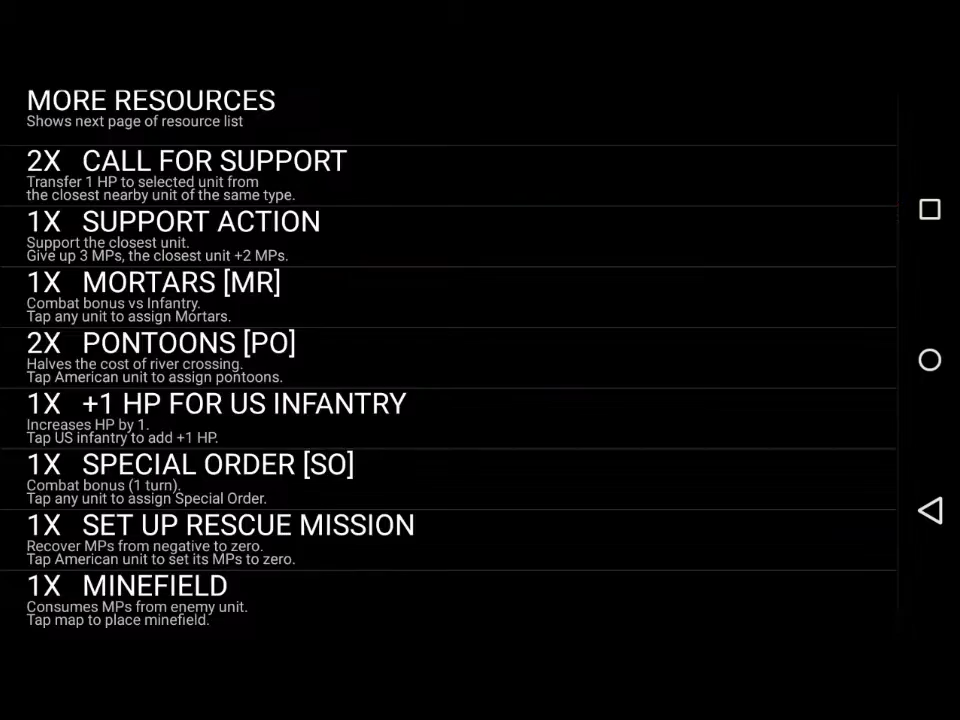 MORE RESOURCES
Shows next page of resource list
2X CALL FOR SUPPORT
Transfer 1 HP to selected unit from
the closest nearby unit of the same type.
1X SUPPORT ACTION
Support the closest unit.
Give up 3 MPs, the closest unit +2 MPs.
1X MORTARS [MR]
Combat bonus vs Infantry.
Tap any unit to assign Mortars.
2X PONTOONS [PO]
Halves the cost of river crossing.
Tap American unit to assign pontoons.
1X +1 HP FOR US INFANTRY
Increases HP by 1.
Tap US infantry to add +1 HP.
1X SPECIAL ORDER [SO]
Combat bonus (1 turn).
Tap any unit to assign Special Order.
1X SET UP RESCUE MISSION
Recover MPs from negative to zero.
Tap American unit to set its MPs to zero.
1X MINEFIELD
Consumes MPs from enemy unit.
Tap map to place minefield.